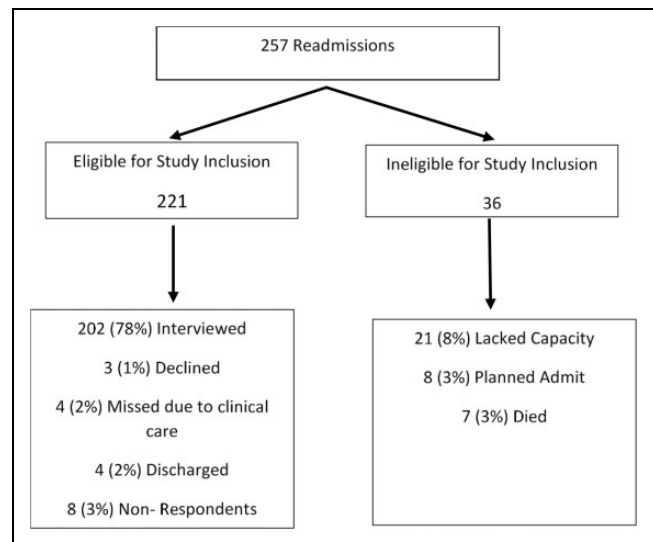 257 Readmissions
Eligible for Study Inclusion
221
Ineligible for Study Inclusion
36
202 (78%) Interviewed
3 (1%) Declined
4 (2%) Missed due to clinical
care
4 (2%) Discharged
8 (3%) Non- Respondents
21 (8%) Lacked Capacity
8 (3%) Planned Admit
7 (3%) Died